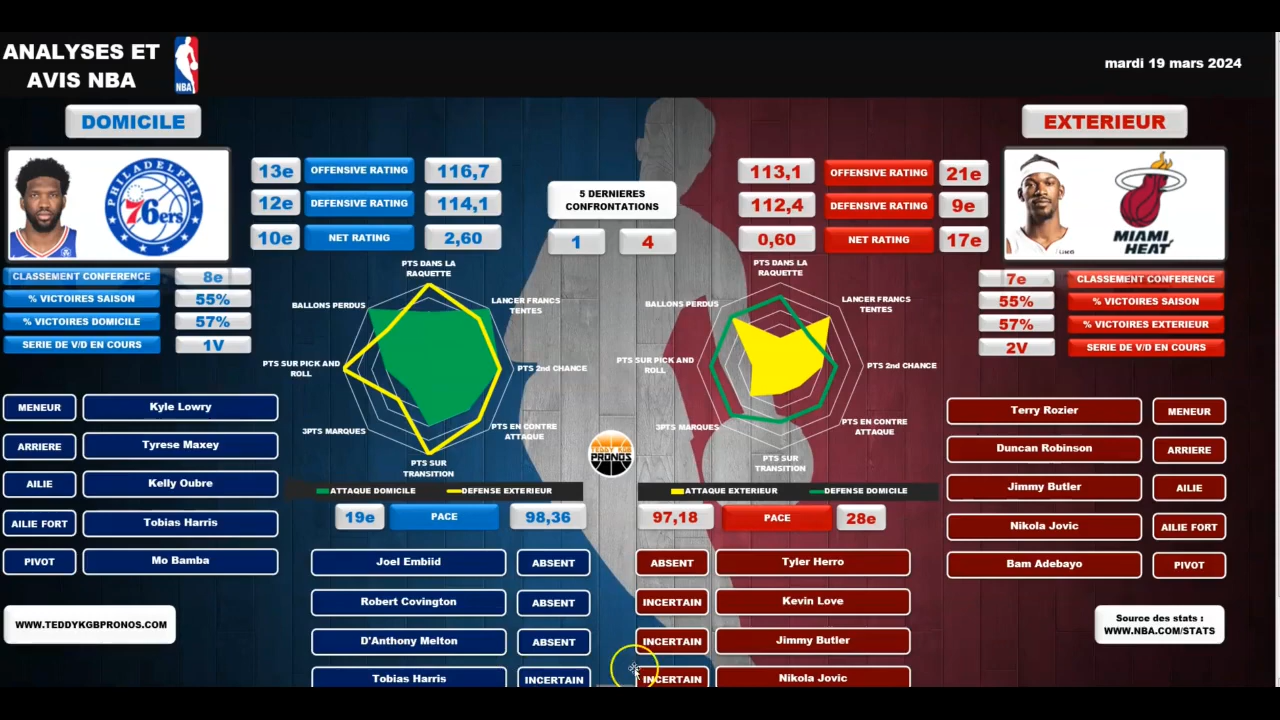 ANALYSES ET
AVIS NBA
NBA
mardi 19 mars 2024
DOMICILE
EXTERIEUR
PHILADELPHIA
76ers
MIAMI
HEAT
13e OFFENSIVE RATING 116,7
12e DEFENSIVE RATING 114,1
10e NET RATING 2,60
5 DERNIERES
CONFRONTATIONS
1 4
113,1 OFFENSIVE RATING 21e
112,4 DEFENSIVE RATING 9e
0,60 NET RATING 17e
CLASSEMENT CONFERENCE 8e
% VICTOIRES SAISON 55%
% VICTOIRES DOMICILE 57%
SERIE DE V/D EN COURS 1V
7e CLASSEMENT CONFERENCE
55% % VICTOIRES SAISON
57% % VICTOIRES EXTERIEUR
2V SERIE DE V/D EN COURS
PTS DANS LA
RAQUETTE
LANCER FRANCS
TENTES
PTS 2nd CHANCE
PTS EN CONTRE
ATTAQUE
PTS SUR
TRANSITION
3PTS MARQUES
PTS SUR PICK AND
ROLL
BALLONS PERDUS
PTS DANS LA
RAQUETTE
LANCER FRANCS
TENTES
PTS 2nd CHANCE
PTS EN CONTRE
ATTAQUE
PTS SUR
TRANSITION
3PTS MARQUES
PTS SUR PICK AND
ROLL
BALLONS PERDUS
TEDDY KGB
PRONOS
ATTAQUE DOMICILE DEFENSE EXTERIEUR
ATTAQUE EXTERIEUR DEFENSE DOMICILE
19e PACE 98,36
97,18 PACE 28e
MENEUR Kyle Lowry
ARRIERE Tyrese Maxey
AILIE Kelly Oubre
AILIE FORT Tobias Harris
PIVOT Mo Bamba
Terry Rozier MENEUR
Duncan Robinson ARRIERE
Jimmy Butler AILIE
Nikola Jovic AILIE FORT
Bam Adebayo PIVOT
Joel Embiid ABSENT
Robert Covington ABSENT
D'Anthony Melton ABSENT
Tobias Harris INCERTAIN
ABSENT Tyler Herro
INCERTAIN Kevin Love
INCERTAIN Jimmy Butler
INCERTAIN Nikola Jovic
WWW.TEDDYKGBPRONOS.COM
Source des stats :
WWW.NBA.COM/STATS